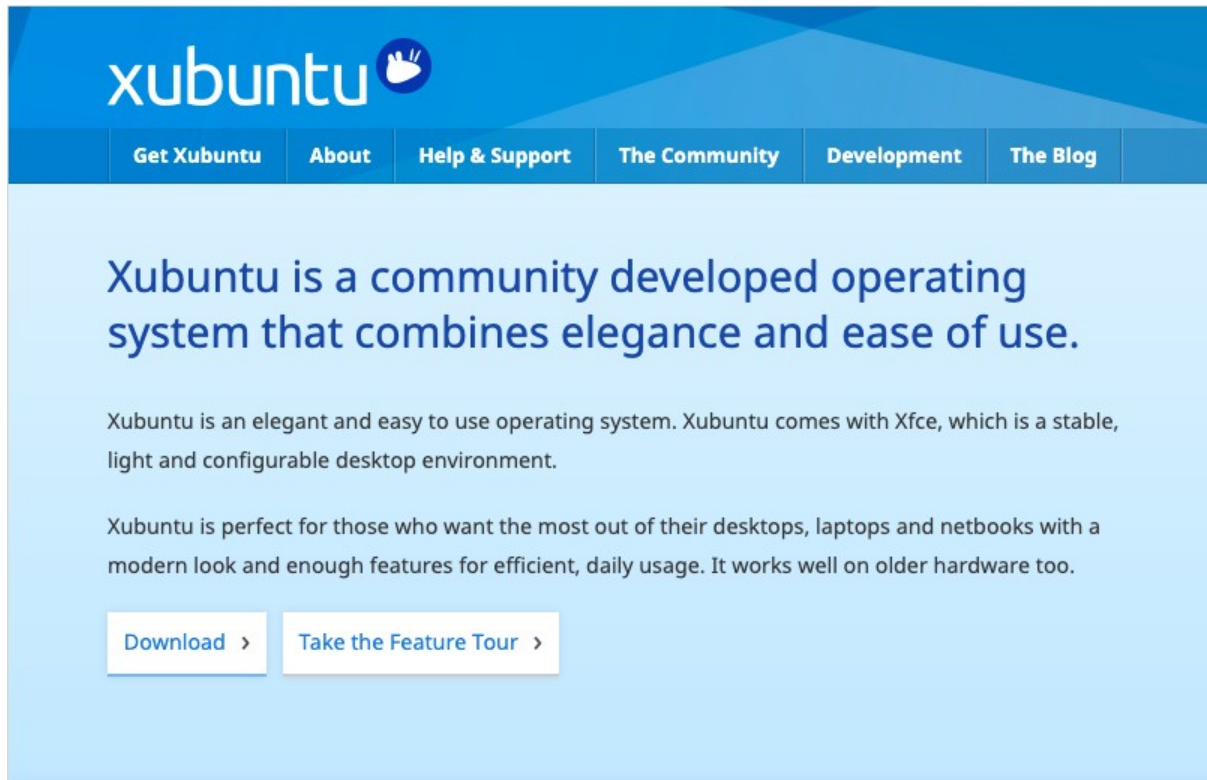 xubuntu
Get Xubuntu About Help & Support The Community Development The Blog
Xubuntu is a community developed operating
system that combines elegance and ease of use.
Xubuntu is an elegant and easy to use operating system. Xubuntu comes with Xfce, which is a stable,
light and configurable desktop environment.
Xubuntu is perfect for those who want the most out of their desktops, laptops and netbooks with a
modern look and enough features for efficient, daily usage. It works well on older hardware too.
Download › Take the Feature Tour ›